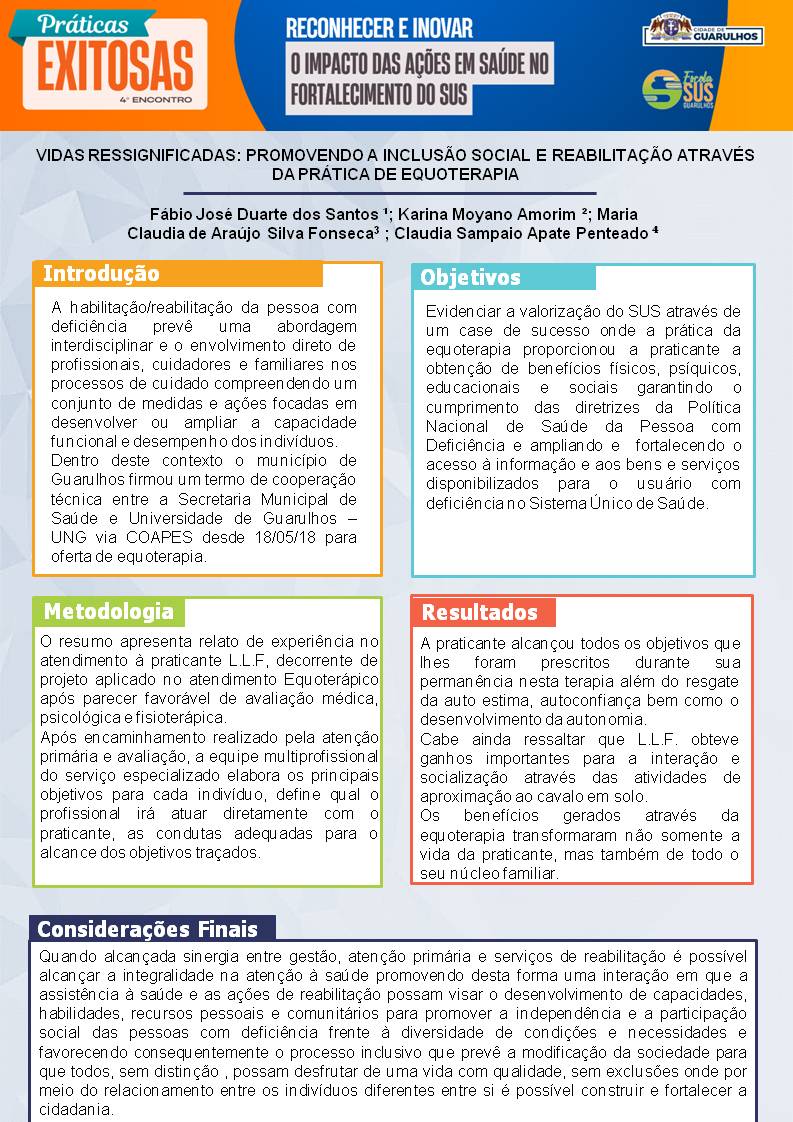 Práticas
EXITOSAS
4º ENCONTRO
RECONHECER E INOVAR
O IMPACTO DAS AÇÕES EM SAÚDE NO
FORTALECIMENTO DO SUS
CIDADE DE
GUARULHOS
Escola
SUS
GUARULHOS
VIDAS RESSIGNIFICADAS: PROMOVENDO A INCLUSÃO SOCIAL E REABILITAÇÃO ATRAVÉS
DA PRÁTICA DE EQUOTERAPIA
Fábio José Duarte dos Santos ¹; Karina Moyano Amorim ²; Maria
Claudia de Araújo Silva Fonseca³ ; Claudia Sampaio Apate Penteado ⁴
Introdução
A habilitação/reabilitação da pessoa com
deficiência prevê uma abordagem
interdisciplinar e o envolvimento direto de
profissionais, cuidadores e familiares nos
processos de cuidado compreendendo um
conjunto de medidas e ações focadas em
desenvolver ou ampliar a capacidade
funcional e desempenho dos indivíduos.
Dentro deste contexto o município de
Guarulhos firmou um termo de cooperação
técnica entre a Secretaria Municipal de
Saúde e Universidade de Guarulhos –
UNG via COAPES desde 18/05/18 para
oferta de equoterapia.
Objetivos
Evidenciar a valorização do SUS através de
um case de sucesso onde a prática da
equoterapia proporcionou a praticante a
obtenção de benefícios físicos, psíquicos,
educacionais e sociais garantindo o
cumprimento das diretrizes da Política
Nacional de Saúde da Pessoa com
Deficiência e ampliando e fortalecendo o
acesso à informação e aos bens e serviços
disponibilizados para o usuário com
deficiência no Sistema Único de Saúde.
Metodologia
O resumo apresenta relato de experiência no
atendimento à praticante L.L.F, decorrente de
projeto aplicado no atendimento Equoterápico
após parecer favorável de avaliação médica,
psicológica e fisioterápica.
Após encaminhamento realizado pela atenção
primária e avaliação, a equipe multiprofissional
do serviço especializado elabora os principais
objetivos para cada indivíduo, define qual o
profissional irá atuar diretamente com o
praticante, as condutas adequadas para o
alcance dos objetivos traçados.
Resultados
A praticante alcançou todos os objetivos que
lhes foram prescritos durante sua
permanência nesta terapia além do resgate
da auto estima, autoconfiança bem como o
desenvolvimento da autonomia.
Cabe ainda ressaltar que L.L.F. obteve
ganhos importantes para a interação e
socialização através das atividades de
aproximação ao cavalo em solo.
Os benefícios gerados através da
equoterapia transformaram não somente a
vida da praticante, mas também de todo o
seu núcleo familiar.
Considerações Finais
Quando alcançada sinergia entre gestão, atenção primária e serviços de reabilitação é possível
alcançar a integralidade na atenção à saúde promovendo desta forma uma interação em que a
assistência à saúde e as ações de reabilitação possam visar o desenvolvimento de capacidades,
habilidades, recursos pessoais e comunitários para promover a independência e a participação
social das pessoas com deficiência frente à diversidade de condições e necessidades e
favorecendo consequentemente o processo inclusivo que prevê a modificação da sociedade para
que todos, sem distinção , possam desfrutar de uma vida com qualidade, sem exclusões onde por
meio do relacionamento entre os indivíduos diferentes entre si é possível construir e fortalecer a
cidadania.